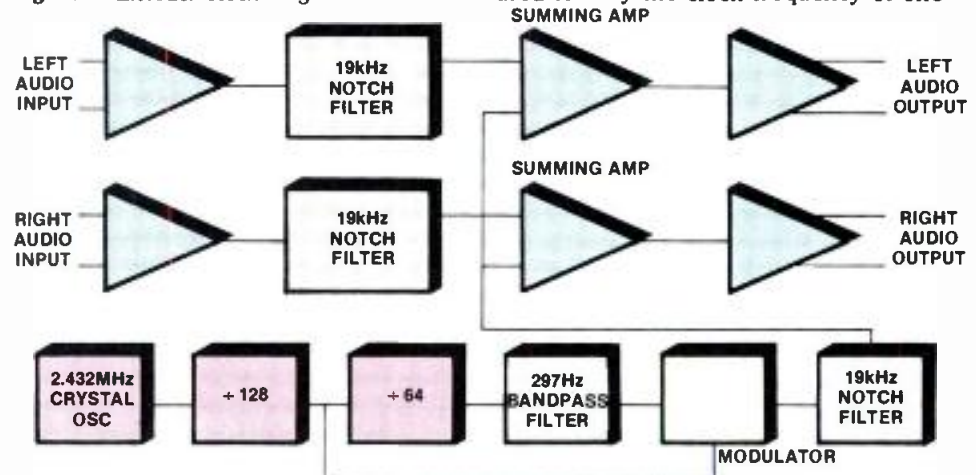 SUMMING AMP
LEFT
AUDIO
INPUT
19kHz
NOTCH
FILTER
LEFT
AUDIO
OUTPUT
SUMMING AMP
RIGHT
AUDIO
INPUT
19kHz
NOTCH
FILTER
RIGHT
AUDIO
OUTPUT
2.432MHz
CRYSTAL
OSC
÷ 128
÷ 64
297Hz
BANDPASS
FILTER
MODULATOR
19kHz
NOTCH
FILTER